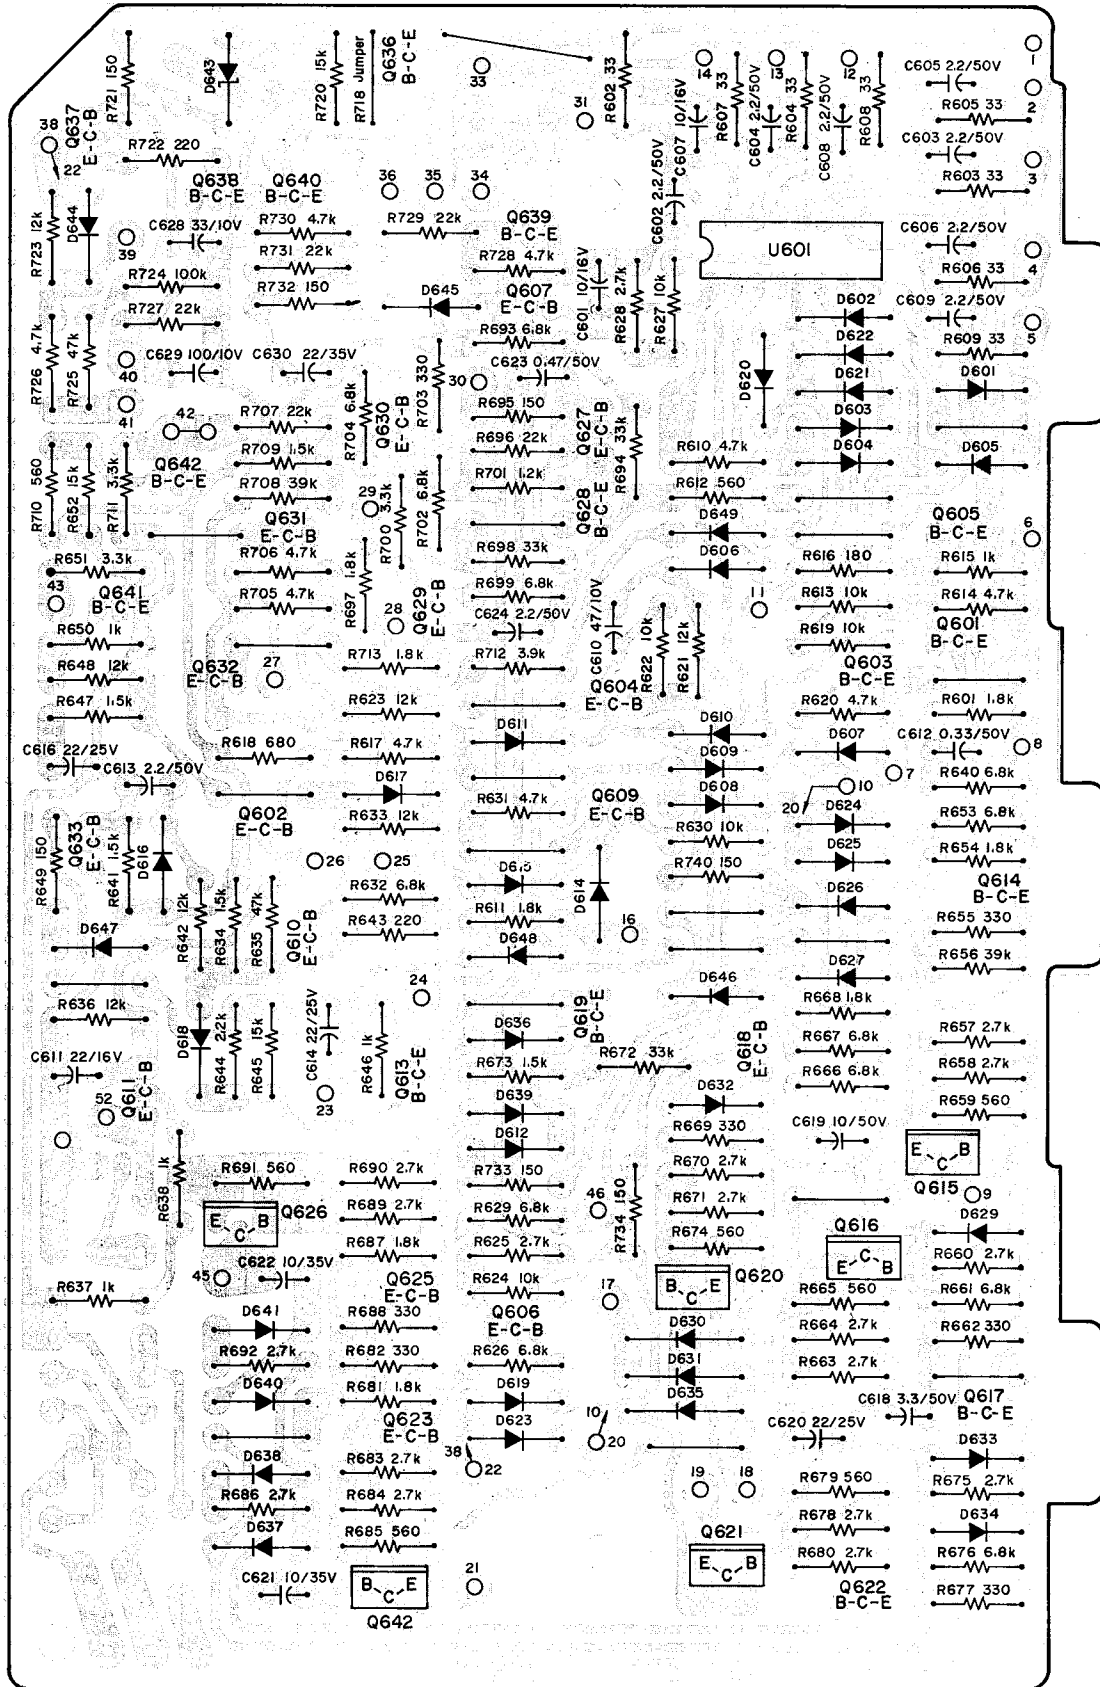 R721 150
D643
R720 15k
R718 Jumper
Q636
B-C-E
33
31
R602 33
14
13
12
C605 2.2/50V
1
R605 33
2
C607 10/16V
R607 33
C604 2.2/50V
R604 33
C608 2.2/50V
R608 33
C603 2.2/50V
3
R603 33
38
22
Q637
E-C-B
R722 220
Q638
B-C-E
Q640
B-C-E
36
35
34
C602 2.2/50V
R723 12k
D644
39
C628 33/10V
R730 4.7k
R729 22k
Q639
B-C-E
U601
C606 2.2/50V
4
R731 22k
R728 4.7k
R606 33
R724 100k
R732 150
D645
Q607
E-C-B
C601 10/16V
R628 2.7k
R627 10k
D602
C609 2.2/50V
5
R727 22k
R693 6.8k
D622
R609 33
R726 4.7k
R725 47k
40
C629 100/10V
C630 22/35V
R703 330
30
C623 0.47/50V
D620
D621
D601
41
42
R704 6.8k
Q630
E-C-B
R695 150
D603
R707 22k
R696 22k
Q627
E-C-B
R694 33k
R610 4.7k
D604
D605
R709 1.5k
Q642
B-C-E
R710 560
R652 15k
R711 3.3k
R708 39k
29
R700 3.3k
R702 6.8k
R701 1.2k
Q628
B-C-E
R612 560
Q631
E-C-B
D649
Q605
B-C-E
6
R651 3.3k
R706 4.7k
R697 1.8k
R698 33k
D606
R616 180
R615 1k
43
Q641
B-C-E
R705 4.7k
28
Q629
E-C-B
R699 6.8k
C624 2.2/50V
C610 47/10V
R622 10k
R621 12k
11
R613 10k
R614 4.7k
R650 1k
R619 10k
Q601
B-C-E
R648 12k
Q632
E-C-B
27
R713 1.8k
R712 3.9k
Q604
E-C-B
Q603
B-C-E
R647 1.5k
R623 12k
R620 4.7k
R601 1.8k
C616 22/25V
C613 2.2/50V
R618 680
R617 4.7k
D611
D610
D607
C612 0.33/50V
8
D609
7
R640 6.8k
D617
D608
20
10
R631 4.7k
Q609
E-C-B
D624
R653 6.8k
Q602
E-C-B
R633 12k
R630 10k
D625
R654 1.8k
R649 150
Q633
E-C-B
R641 1.5k
D616
26
25
R740 150
R632 6.8k
D615
D614
D626
Q614
B-C-E
R642 12k
R634 1.5k
R635 47k
Q610
E-C-B
R643 220
R611 1.8k
16
R655 330
D647
D648
D627
R656 39k
24
D646
R636 12k
D618
R644 2.2k
R645 15k
C614 22/25V
R646 1k
Q613
B-C-E
D636
Q619
B-C-E
R668 1.8k
R657 2.7k
C611 22/16V
R673 1.5k
R672 33k
Q618
E-C-B
R667 6.8k
R658 2.7k
52
Q611
E-C-B
23
D639
D632
R666 6.8k
R659 560
D612
R669 330
C619 10/50V
E C B
Q615
R638 1k
R691 560
R690 2.7k
R733 150
R670 2.7k
9
E C B
Q626
R689 2.7k
R629 6.8k
46
R734 150
R671 2.7k
Q616
E C B
D629
R687 1.8k
R625 2.7k
R674 560
R660 2.7k
45
C622 10/35V
Q625
E-C-B
R624 10k
17
B C E
Q620
R637 1k
R665 560
R661 6.8k
D641
R688 330
Q606
E-C-B
D630
R664 2.7k
R662 330
R692 2.7k
R682 330
R626 6.8k
D631
R663 2.7k
D640
R681 1.8k
D619
D635
C618 3.3/50V
Q617
B-C-E
Q623
E-C-B
D623
10
20
C620 22/25V
38
22
D638
R683 2.7k
D633
R686 2.7k
R684 2.7k
19
18
R679 560
R675 2.7k
D637
R685 560
Q621
E C B
R678 2.7k
D634
C621 10/35V
B C E
Q642
21
R680 2.7k
R676 6.8k
Q622
B-C-E
R677 330